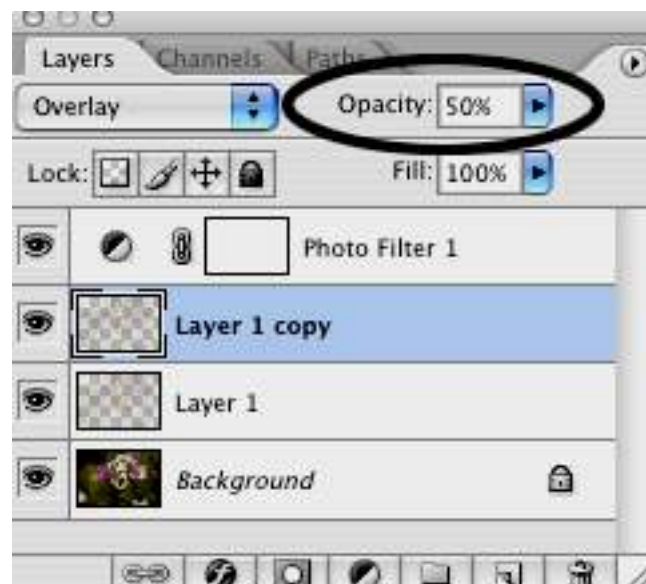 Layers Channels Paths
Overlay Opacity: 50%
Lock: Fill: 100%
Photo Filter 1
Layer 1 copy
Layer 1
Background